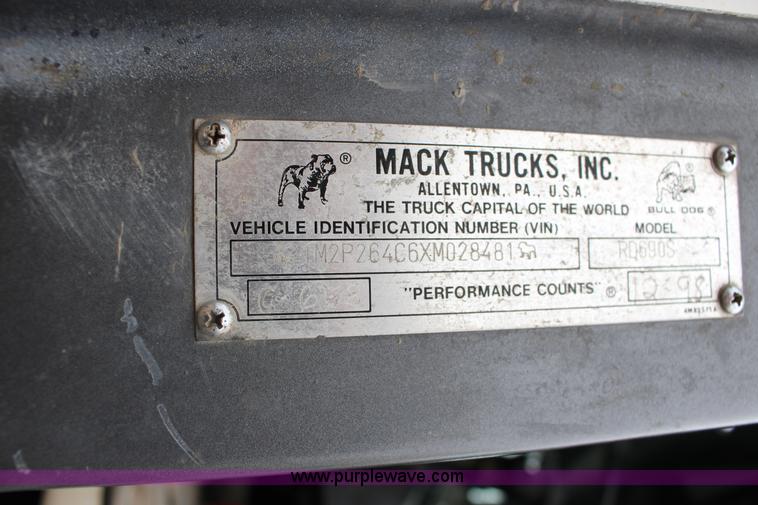 MACK TRUCKS, INC.
ALLENTOWN, PA., U.S.A.
THE TRUCK CAPITAL OF THE WORLD
BULL DOG ®
VEHICLE IDENTIFICATION NUMBER (VIN)
MODEL
1M2P264C6XM028481
RD690S
"PERFORMANCE COUNTS" ®
12-98
www.purplewave.com